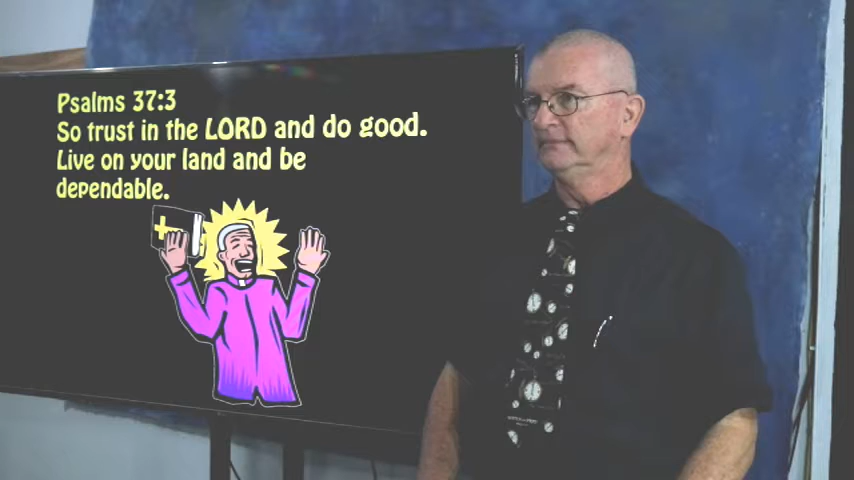 Psalms 37:3
So trust in the LORD and do good.
Live on your land and be
dependable.